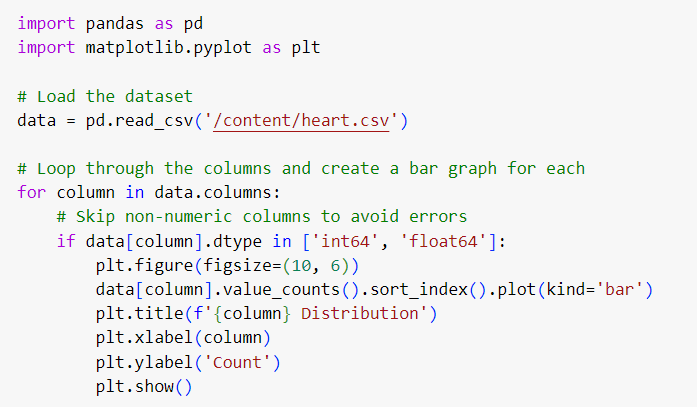 import pandas as pd
import matplotlib.pyplot as plt

# Load the dataset
data = pd.read_csv('/content/heart.csv')

# Loop through the columns and create a bar graph for each
for column in data.columns:
    # Skip non-numeric columns to avoid errors
    if data[column].dtype in ['int64', 'float64']:
        plt.figure(figsize=(10, 6))
        data[column].value_counts().sort_index().plot(kind='bar')
        plt.title(f'{column} Distribution')
        plt.xlabel(column)
        plt.ylabel('Count')
        plt.show()